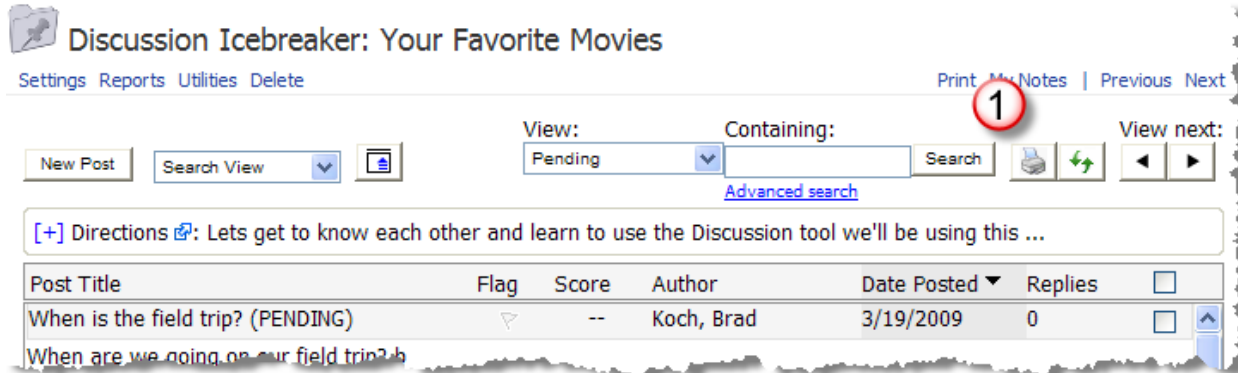 Discussion Icebreaker: Your Favorite Movies
Settings Reports Utilities Delete
Print My Notes | Previous Next
1
View: Containing: View next:
New Post Search View Pending Search
Advanced search
[+] Directions : Lets get to know each other and learn to use the Discussion tool we'll be using this ...
Post Title Flag Score Author Date Posted Replies
When is the field trip? (PENDING) -- Koch, Brad 3/19/2009 0
When are we going on our field trip?